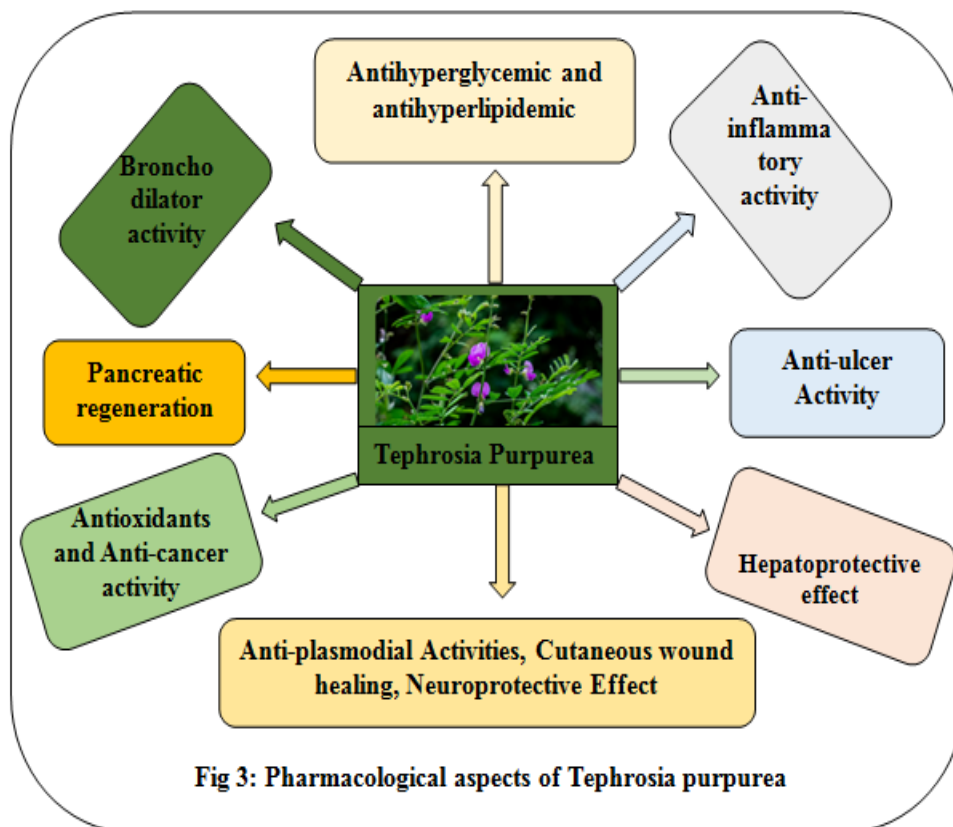 Antihyperglycemic and
antihyperlipidemic
Anti-
inflamma
tory
activity
Broncho
dilator
activity
Pancreatic
regeneration
Anti-ulcer
Activity
Tephrosia Purpurea
Antioxidants
and Anti-cancer
activity
Hepatoprotective
effect
Anti-plasmodial Activities, Cutaneous wound
healing, Neuroprotective Effect
Fig 3: Pharmacological aspects of Tephrosia purpurea